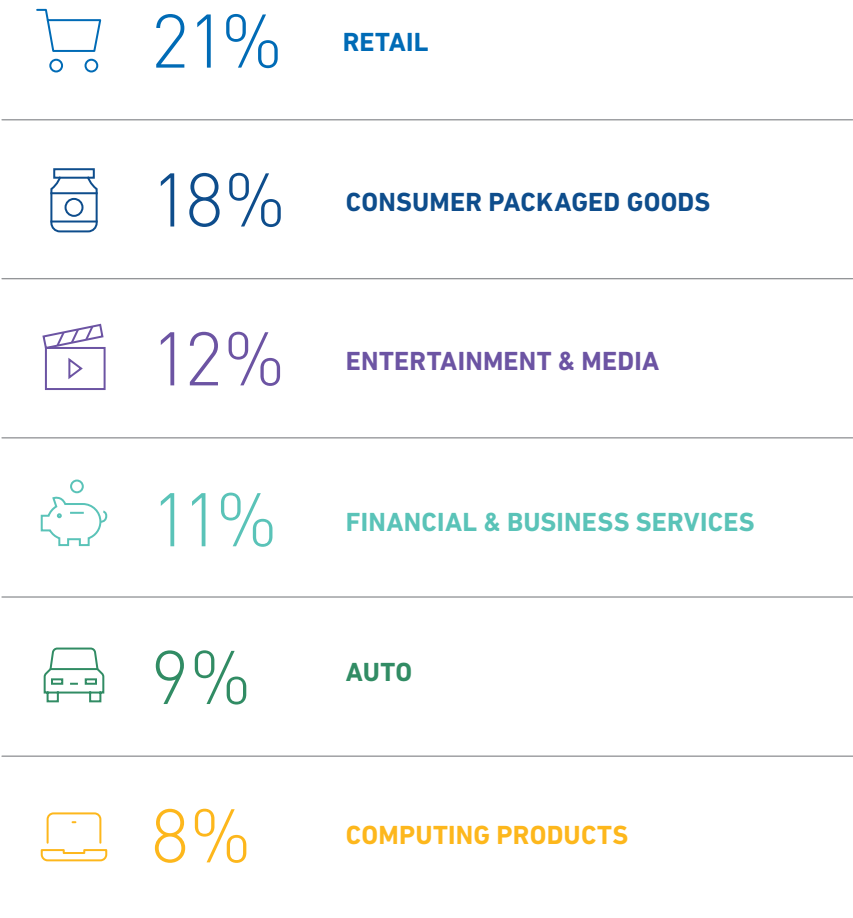 21% RETAIL
18% CONSUMER PACKAGED GOODS
12% ENTERTAINMENT & MEDIA
11% FINANCIAL & BUSINESS SERVICES
9% AUTO
8% COMPUTING PRODUCTS